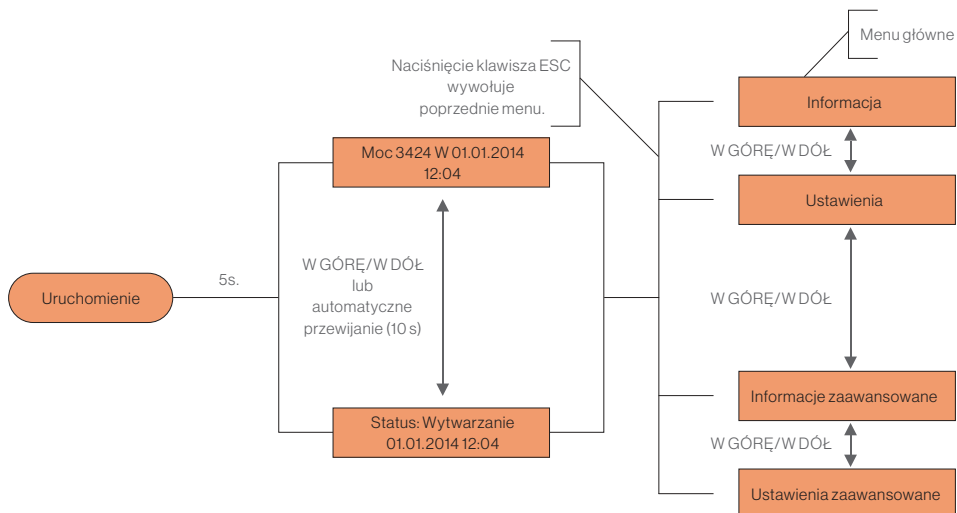 Menu główne
Naciśnięcie klawisza ESC
wywołuje
poprzednie menu.
Informacja
Moc 3424 W 01.01.2014
12:04
W GÓRĘ/W DÓŁ
Ustawienia
Uruchomienie
5s.
W GÓRĘ/W DÓŁ
lub
automatyczne
przewijanie (10 s)
W GÓRĘ/W DÓŁ
Informacje zaawansowane
Status: Wytwarzanie
01.01.2014 12:04
W GÓRĘ/W DÓŁ
Ustawienia zaawansowane